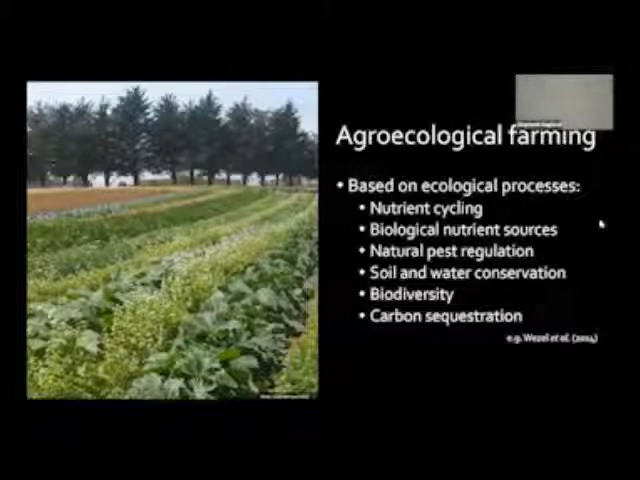 Agroecological farming
• Based on ecological processes:
• Nutrient cycling
• Biological nutrient sources
• Natural pest regulation
• Soil and water conservation
• Biodiversity
• Carbon sequestration
e.g. Wezel et al. (2014)